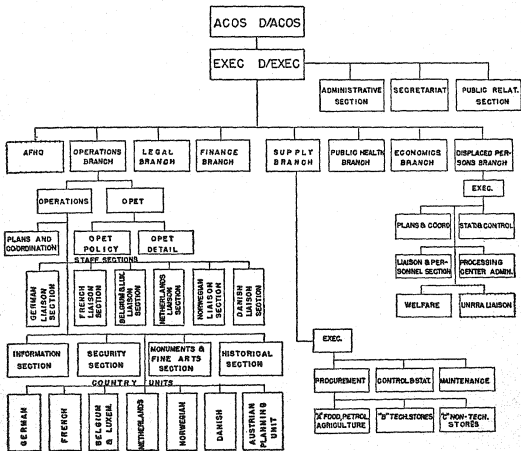 ACOS D/ACOS
EXEC D/EXEC
ADMINISTRATIVE
SECTION
SECRETARIAT
PUBLIC RELAT.
SECTION
AFHQ
OPERATIONS
BRANCH
LEGAL
BRANCH
FINANCE
BRANCH
SUPPLY
BRANCH
PUBLIC HEALTH
BRANCH
ECONOMICS
BRANCH
DISPLACED PER-
SONS BRANCH
EXEC.
OPERATIONS
OPET
PLANS & COORD
STAT.& CONTROL
PLANS AND
COORDINATION
OPET
POLICY
OPET
DETAIL
LIAISON & PER-
SONNEL SECTION
PROCESSING
CENTER ADMIN.
STAFF SECTIONS
GERMAN
LIAISON
SECTION
FRENCH
LIAISON
SECTION
BELGIUM & LUX.
LIAISON
SECTION
NETHERLANDS
LIAISON
SECTION
NORWEGIAN
LIAISON
SECTION
DANISH
LIAISON
SECTION
WELFARE
UNRRA LIAISON
INFORMATION
SECTION
SECURITY
SECTION
MONUMENTS &
FINE ARTS
SECTION
HISTORICAL
SECTION
EXEC.
COUNTRY UNITS
PROCUREMENT
CONTROL & STAT.
MAINTENANCE
GERMAN
FRENCH
BELGIUM
& LUXEM.
NETHERLANDS
NORWEGIAN
DANISH
AUSTRIAN
PLANNING
UNIT
"A" FOOD, PETROL
AGRICULTURE
"B" TECH. STORES
"C" NON-TECH.
STORES